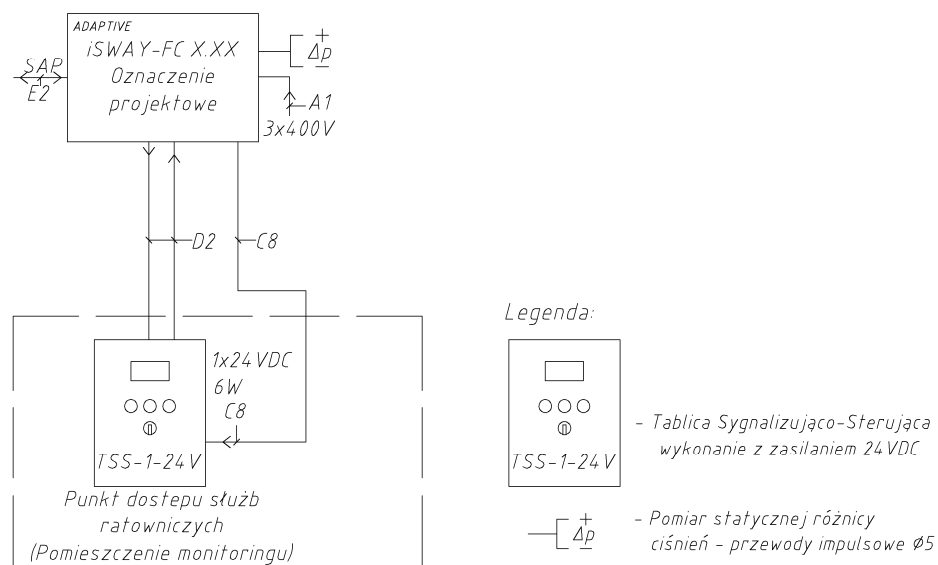 ADAPTIVE
iSWAY-FC X.XX
Oznaczenie
projektowe
SAP
E2
+
Δp
−
A1
3x400V
D2
C8
Legenda:
1x24VDC
6W
C8
TSS-1-24V
Punkt dostepu służb
ratowniczych
(Pomieszczenie monitoringu)
TSS-1-24V
- Tablica Sygnalizująco-Sterująca
wykonanie z zasilaniem 24VDC
+
Δp
−
- Pomiar statycznej różnicy
ciśnień - przewody impulsowe Ø5